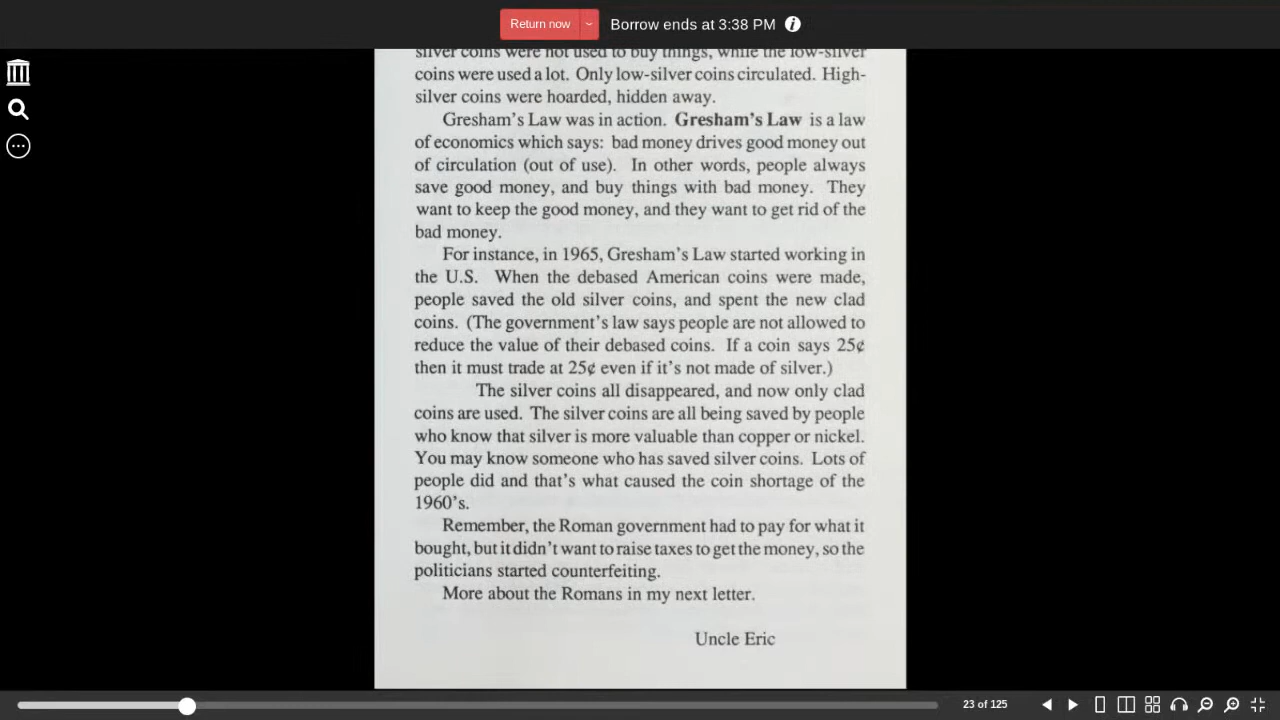 Return now
Borrow ends at 3:38 PM
silver coins were not used to buy things, while the low-silver
coins were used a lot. Only low-silver coins circulated. High-
silver coins were hoarded, hidden away.
Gresham's Law was in action. Gresham's Law is a law
of economics which says: bad money drives good money out
of circulation (out of use). In other words, people always
save good money, and buy things with bad money. They
want to keep the good money, and they want to get rid of the
bad money.
For instance, in 1965, Gresham's Law started working in
the U.S. When the debased American coins were made,
people saved the old silver coins, and spent the new clad
coins. (The government's law says people are not allowed to
reduce the value of their debased coins. If a coin says 25¢
then it must trade at 25¢ even if it's not made of silver.)
The silver coins all disappeared, and now only clad
coins are used. The silver coins are all being saved by people
who know that silver is more valuable than copper or nickel.
You may know someone who has saved silver coins. Lots of
people did and that's what caused the coin shortage of the
1960's.
Remember, the Roman government had to pay for what it
bought, but it didn't want to raise taxes to get the money, so the
politicians started counterfeiting.
More about the Romans in my next letter.
Uncle Eric
23 of 125